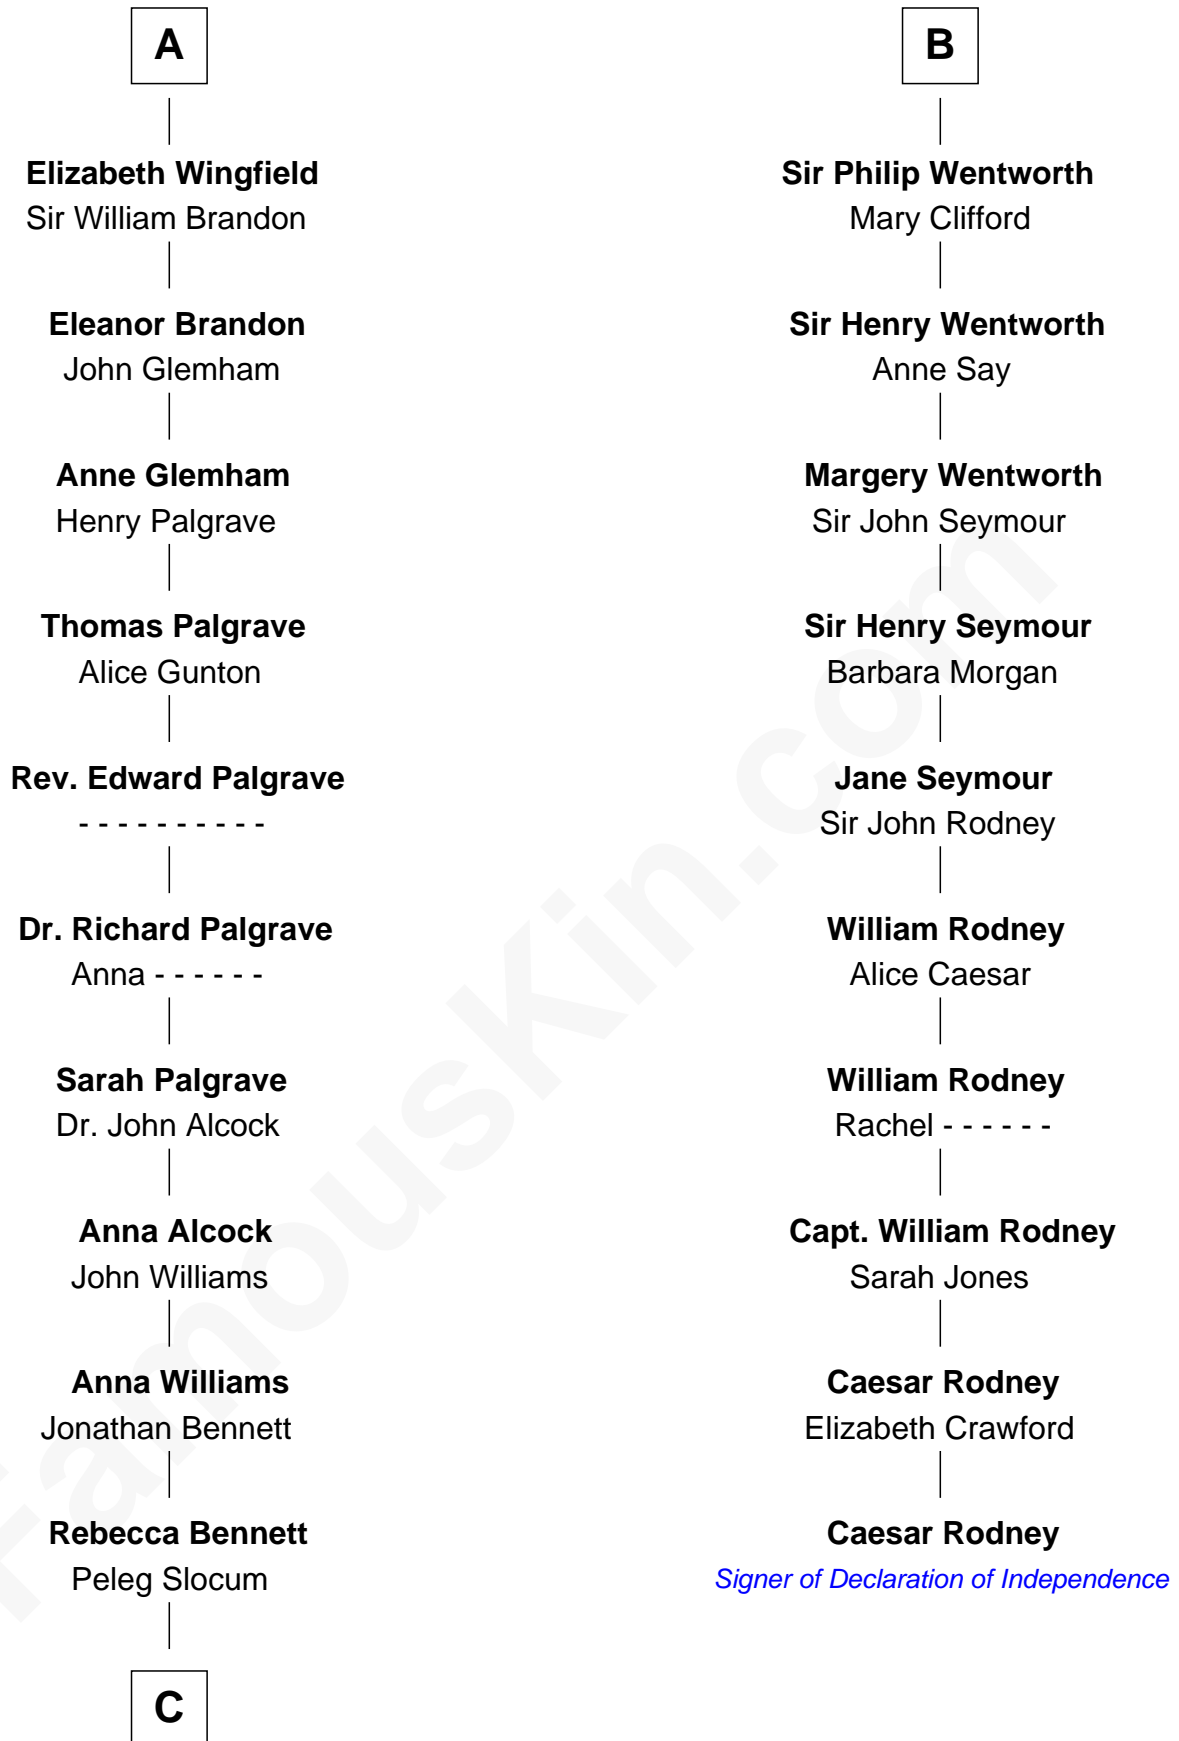 A
Elizabeth Wingfield
Sir William Brandon
Eleanor Brandon
John Glemham
Anne Glemham
Henry Palgrave
Thomas Palgrave
Alice Gunton
Rev. Edward Palgrave
- - - - - - - - - -
Dr. Richard Palgrave
Anna - - - - - -
Sarah Palgrave
Dr. John Alcock
Anna Alcock
John Williams
Anna Williams
Jonathan Bennett
Rebecca Bennett
Peleg Slocum
C
B
Sir Philip Wentworth
Mary Clifford
Sir Henry Wentworth
Anne Say
Margery Wentworth
Sir John Seymour
Sir Henry Seymour
Barbara Morgan
Jane Seymour
Sir John Rodney
William Rodney
Alice Caesar
William Rodney
Rachel - - - - - -
Capt. William Rodney
Sarah Jones
Caesar Rodney
Elizabeth Crawford
Caesar Rodney
Signer of Declaration of Independence
FamousKin.com